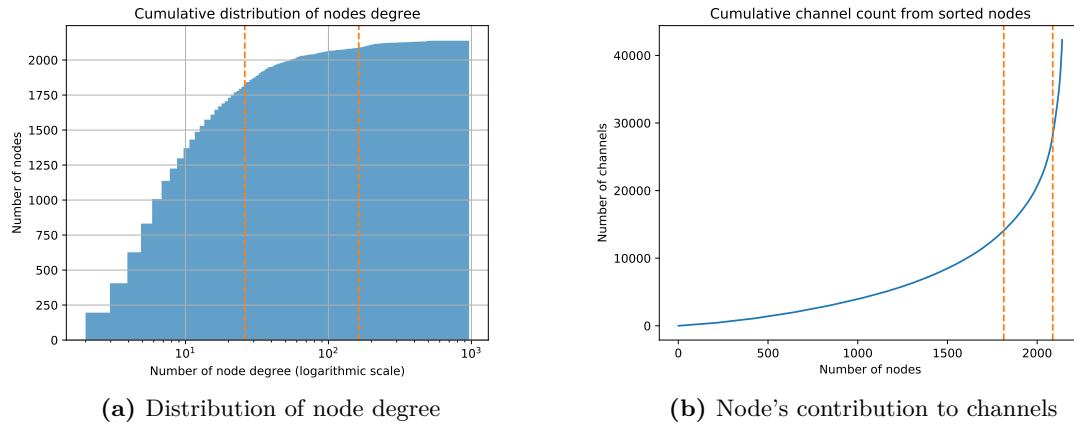 Cumulative distribution of nodes degree
Number of nodes
2000
1750
1500
1250
1000
750
500
250
0
10¹
10²
10³
Number of node degree (logarithmic scale)
(a) Distribution of node degree
Cumulative channel count from sorted nodes
Number of channels
40000
30000
20000
10000
0
0
500
1000
1500
2000
Number of nodes
(b) Node's contribution to channels